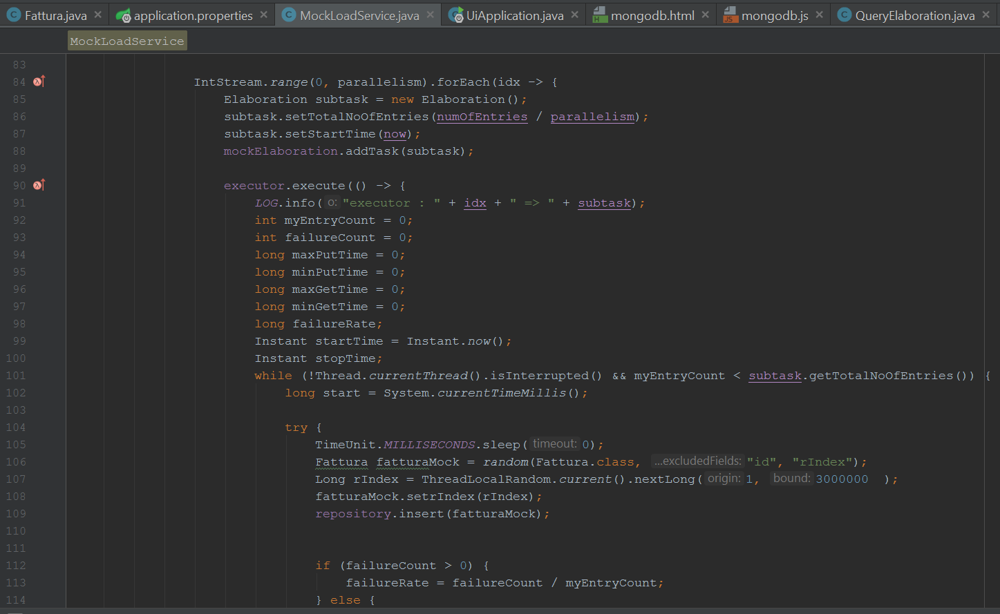 Fattura.java application.properties MockLoadService.java UiApplication.java mongodb.html mongodb.js QueryElaboration.java
MockLoadService
83
84 IntStream.range(0, parallelism).forEach(idx -> {
85 Elaboration subtask = new Elaboration();
86 subtask.setTotalNoOfEntries(numOfEntries / parallelism);
87 subtask.setStartTime(now);
88 mockElaboration.addTask(subtask);
89
90 executor.execute(() -> {
91 LOG.info( o: "executor : " + idx + " => " + subtask);
92 int myEntryCount = 0;
93 int failureCount = 0;
94 long maxPutTime = 0;
95 long minPutTime = 0;
96 long maxGetTime = 0;
97 long minGetTime = 0;
98 long failureRate;
99 Instant startTime = Instant.now();
100 Instant stopTime;
101 while (!Thread.currentThread().isInterrupted() && myEntryCount < subtask.getTotalNoOfEntries()) {
102 long start = System.currentTimeMillis();
103
104 try {
105 TimeUnit.MILLISECONDS.sleep( timeout: 0);
106 Fattura fatturaMock = random(Fattura.class, ...excludedFields: "id", "rIndex");
107 Long rIndex = ThreadLocalRandom.current().nextLong( origin: 1, bound: 3000000 );
108 fatturaMock.setrIndex(rIndex);
109 repository.insert(fatturaMock);
110
111
112 if (failureCount > 0) {
113 failureRate = failureCount / myEntryCount;
114 } else {